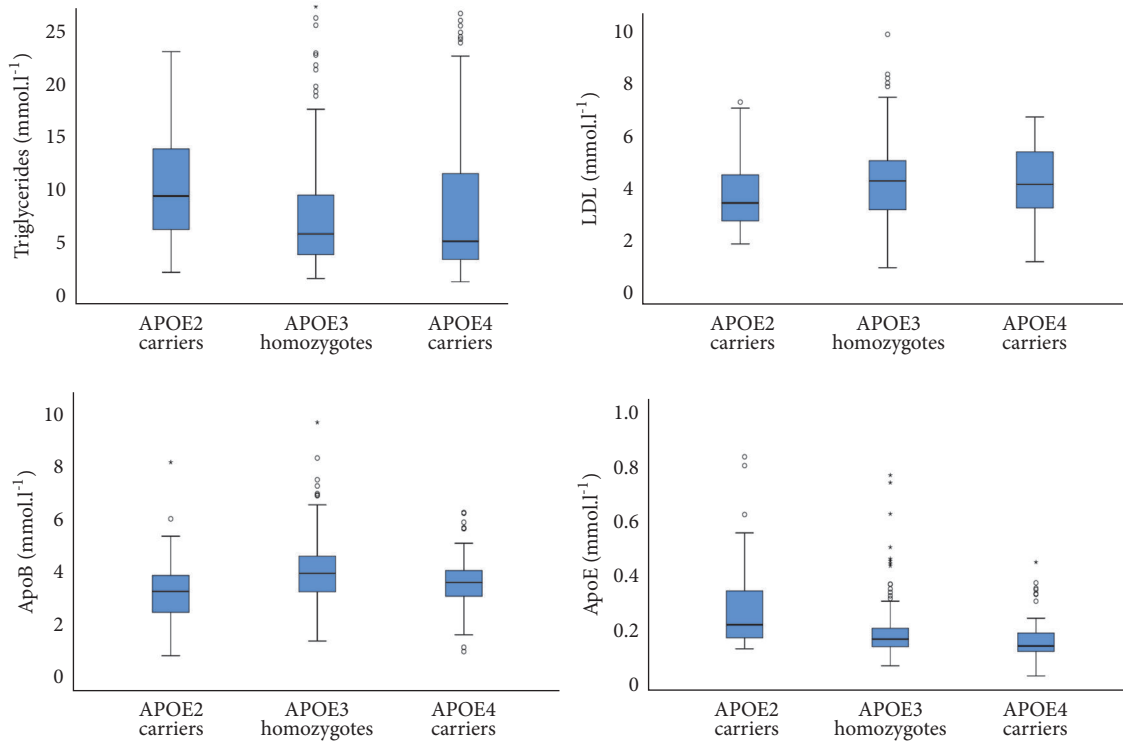 Triglycerides (mmol.l⁻¹)
25
20
15
10
5
0
APOE2
carriers
APOE3
homozygotes
APOE4
carriers
LDL (mmol.l⁻¹)
10
8
6
4
2
0
APOE2
carriers
APOE3
homozygotes
APOE4
carriers
ApoB (mmol.l⁻¹)
10
8
6
4
2
0
APOE2
carriers
APOE3
homozygotes
APOE4
carriers
ApoE (mmol.l⁻¹)
1.0
0.8
0.6
0.4
0.2
0
APOE2
carriers
APOE3
homozygotes
APOE4
carriers